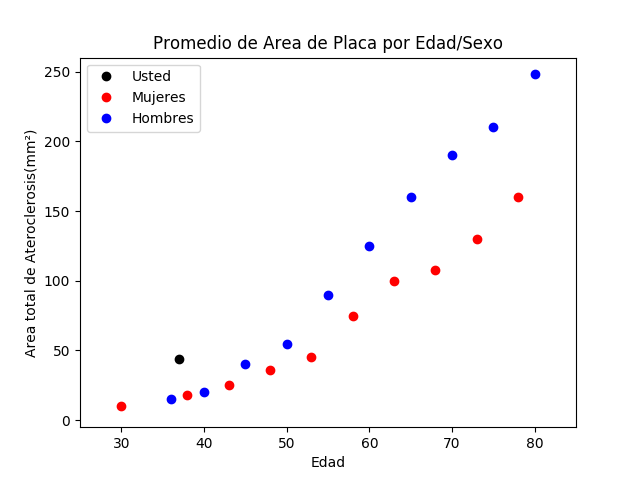 Promedio de Area de Placa por Edad/Sexo
Usted
Mujeres
Hombres
Area total de Ateroclerosis(mm²)
250
200
150
100
50
0
30 40 50 60 70 80
Edad